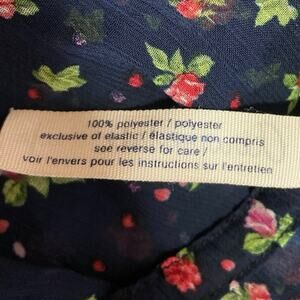 100% polyester / polyester
exclusive of elastic / élastique non compris
see reverse for care /
voir l'envers pour les instructions sur l'entretien